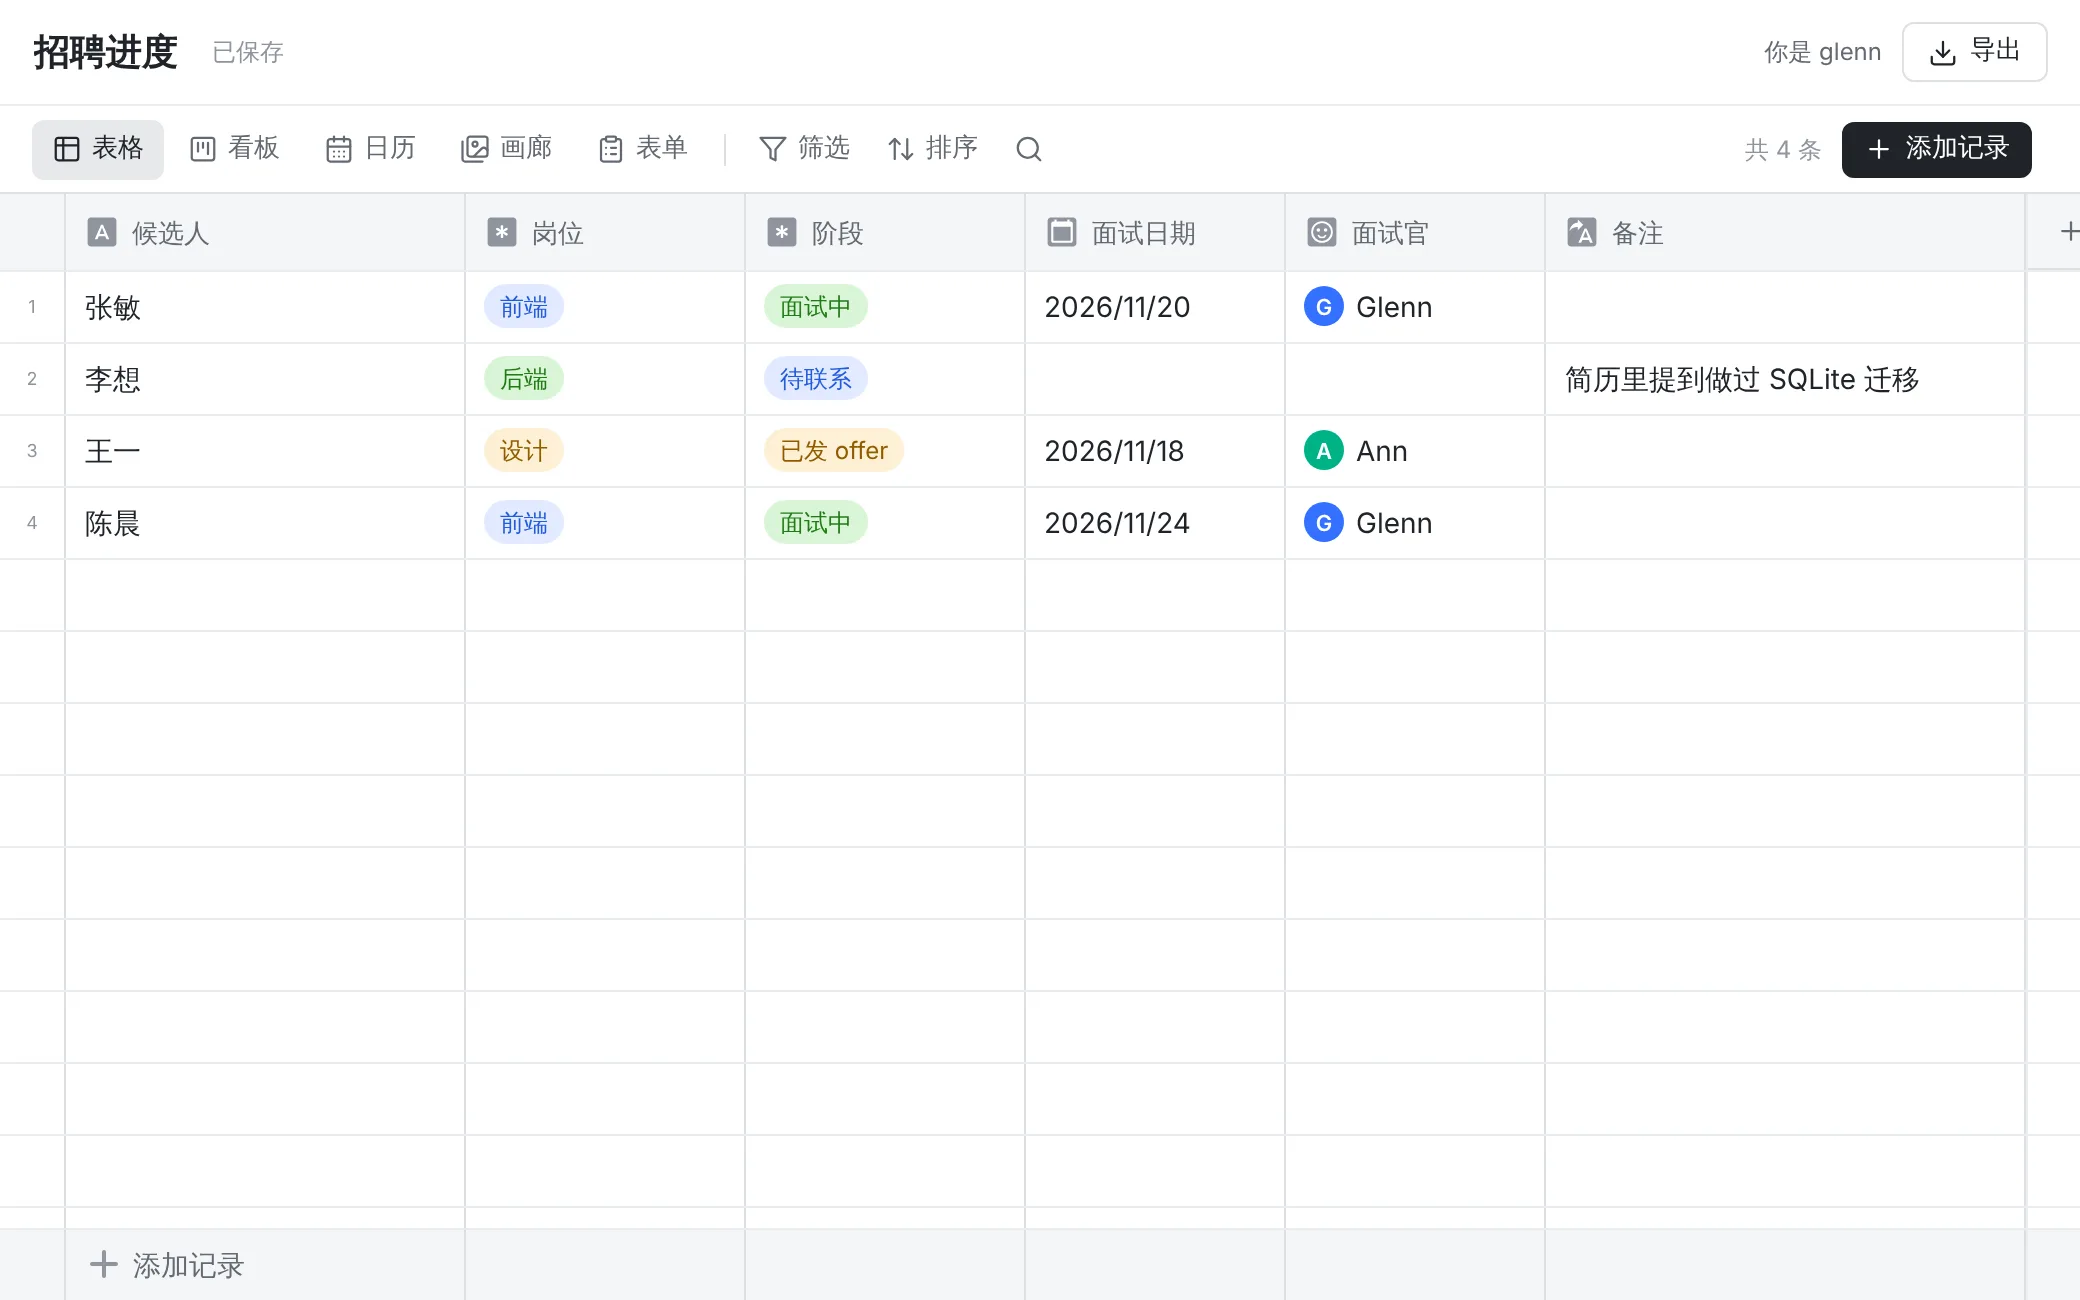 招聘进度 已保存 你是 glenn 导出
表格 看板 日历 画廊 表单 筛选 排序 共 4 条 添加记录
候选人 岗位 阶段 面试日期 面试官 备注
1 张敏 前端 面试中 2026/11/20 G Glenn
2 李想 后端 待联系 简历里提到做过 SQLite 迁移
3 王一 设计 已发 offer 2026/11/18 A Ann
4 陈晨 前端 面试中 2026/11/24 G Glenn
添加记录